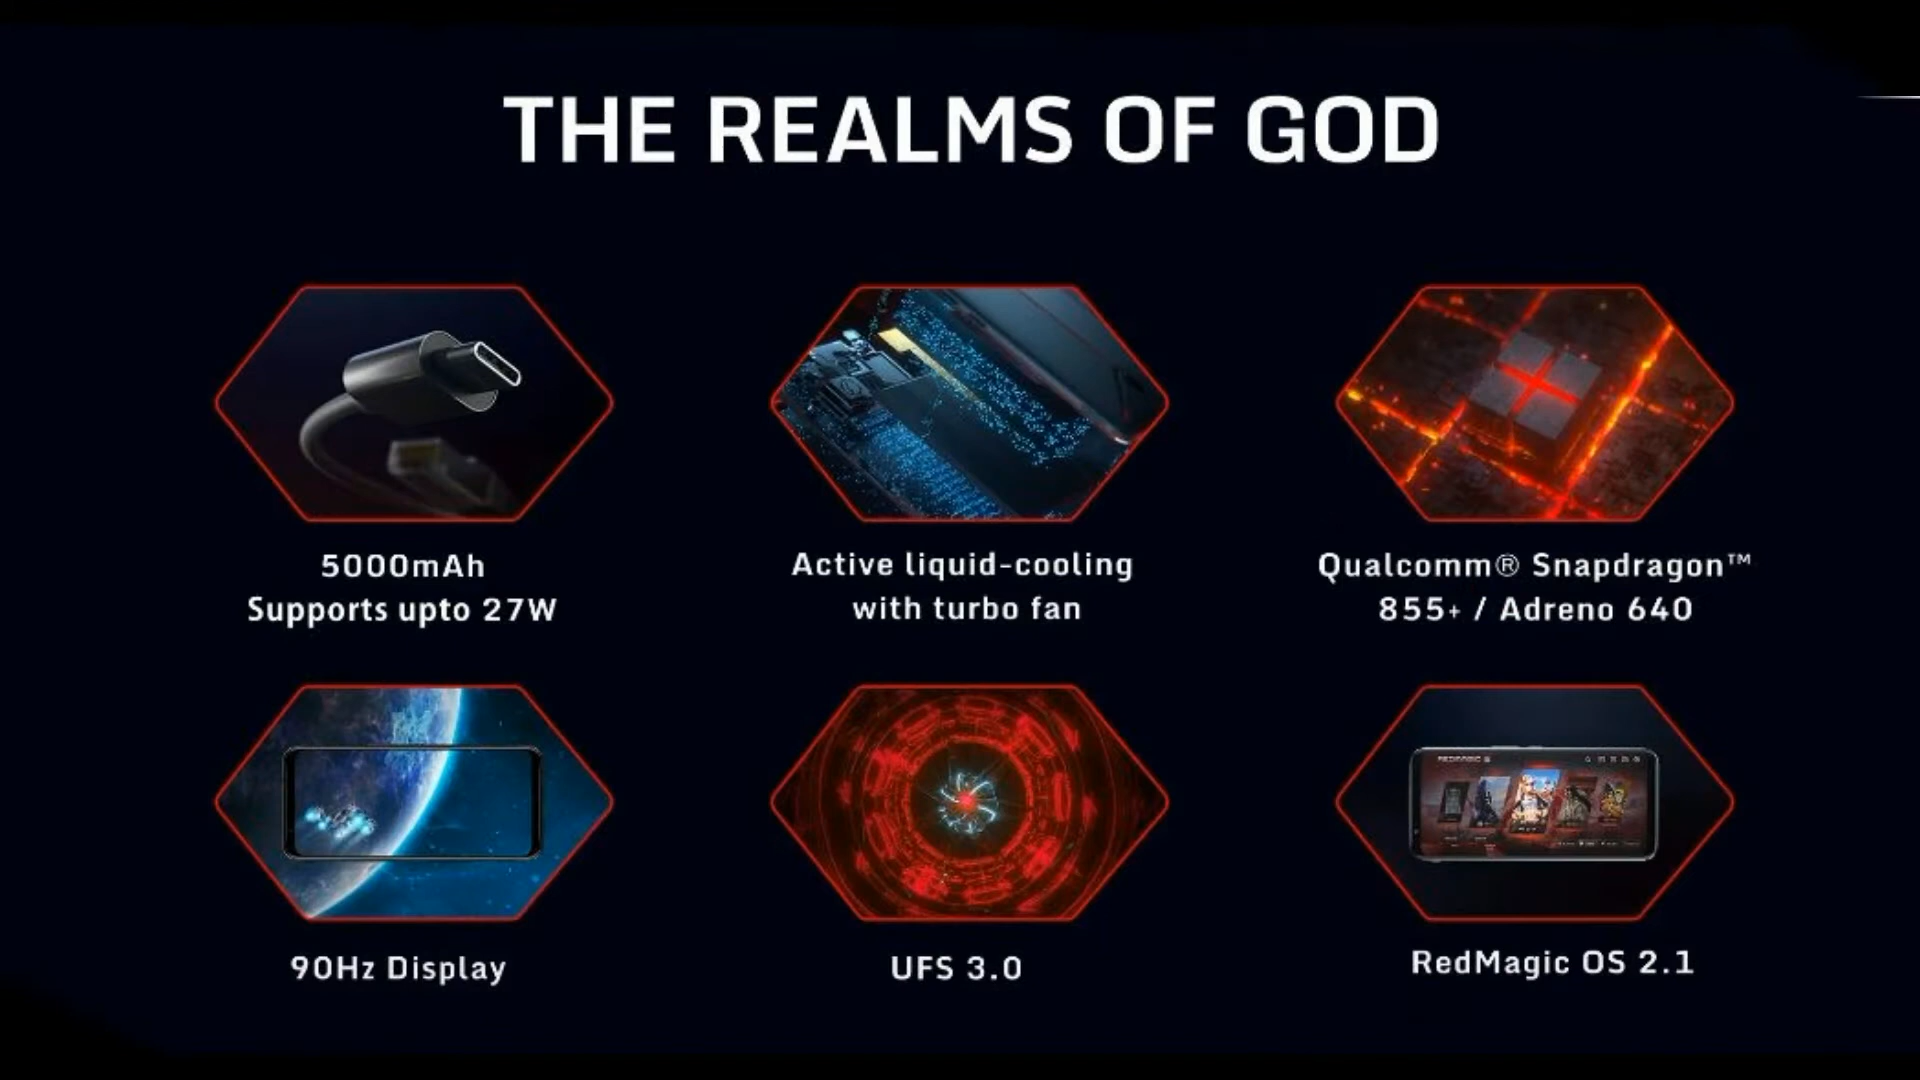 THE REALMS OF GOD
5000mAh
Supports upto 27W
Active liquid-cooling
with turbo fan
Qualcomm® Snapdragon™
855+ / Adreno 640
REDMAGIC
90Hz Display
UFS 3.0
RedMagic OS 2.1